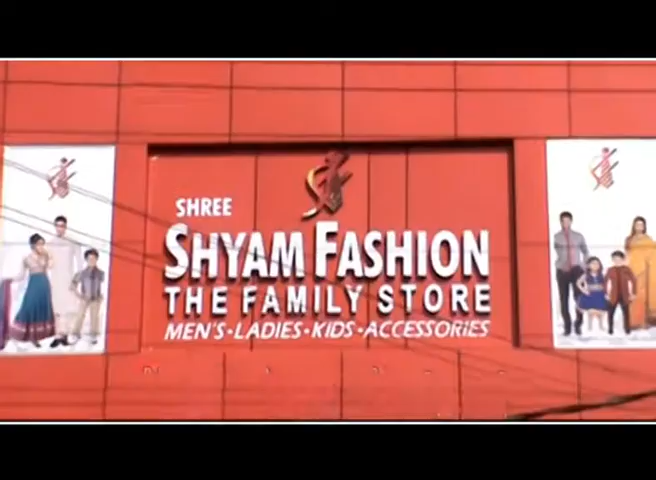 SHREE
SHYAM FASHION
THE FAMILY STORE
MEN'S·LADIES·KIDS·ACCESSORIES